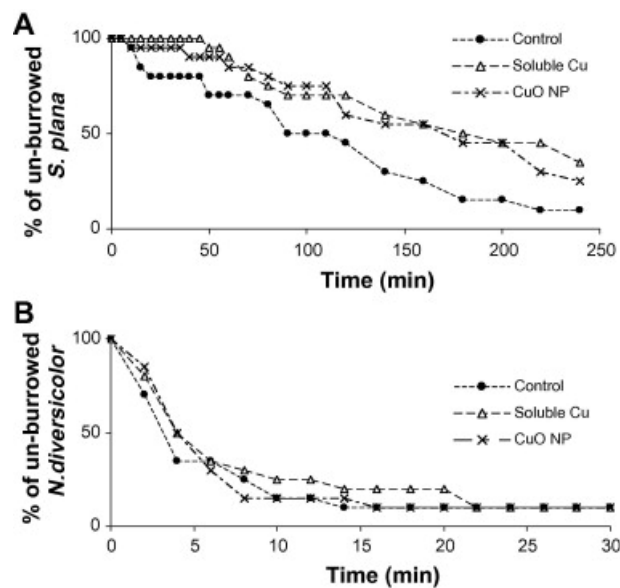 A
% of un-burrowed
S. plana
100
50
0
Control
Soluble Cu
CuO NP
0 50 100 150 200 250
Time (min)
B
% of un-burrowed
N.diversicolor
100
50
0
Control
Soluble Cu
CuO NP
0 5 10 15 20 25 30
Time (min)